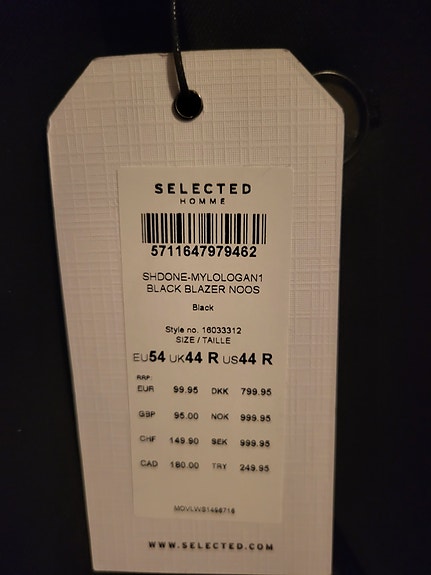 SELECTED
HOMME
5711647979462
SHDONE-MYLOLOGAN1
BLACK BLAZER NOOS
Black
Style no. 16033312
SIZE / TAILLE
EU54 UK44 R US44 R
RRP:
EUR 99.95 DKK 799.95
GBP 95.00 NOK 999.95
CHF 149.90 SEK 999.95
CAD 180.00 TRY 249.95
WWW.SELECTED.COM